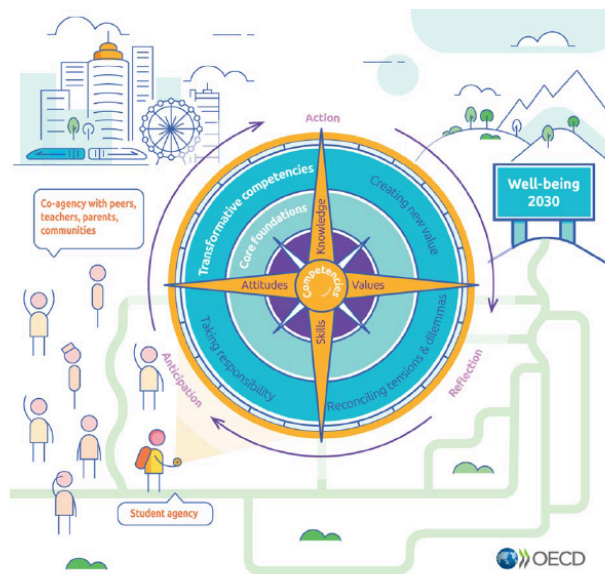 Action
Co-agency with peers,
teachers, parents,
communities
Well-being
2030
Transformative competencies
Core foundations
Creating new value
Knowledge
Attitudes
Competencies
Values
Skills
Taking responsibility
Reconciling tensions & dilemmas
Anticipation
Reflection
Student agency
OECD